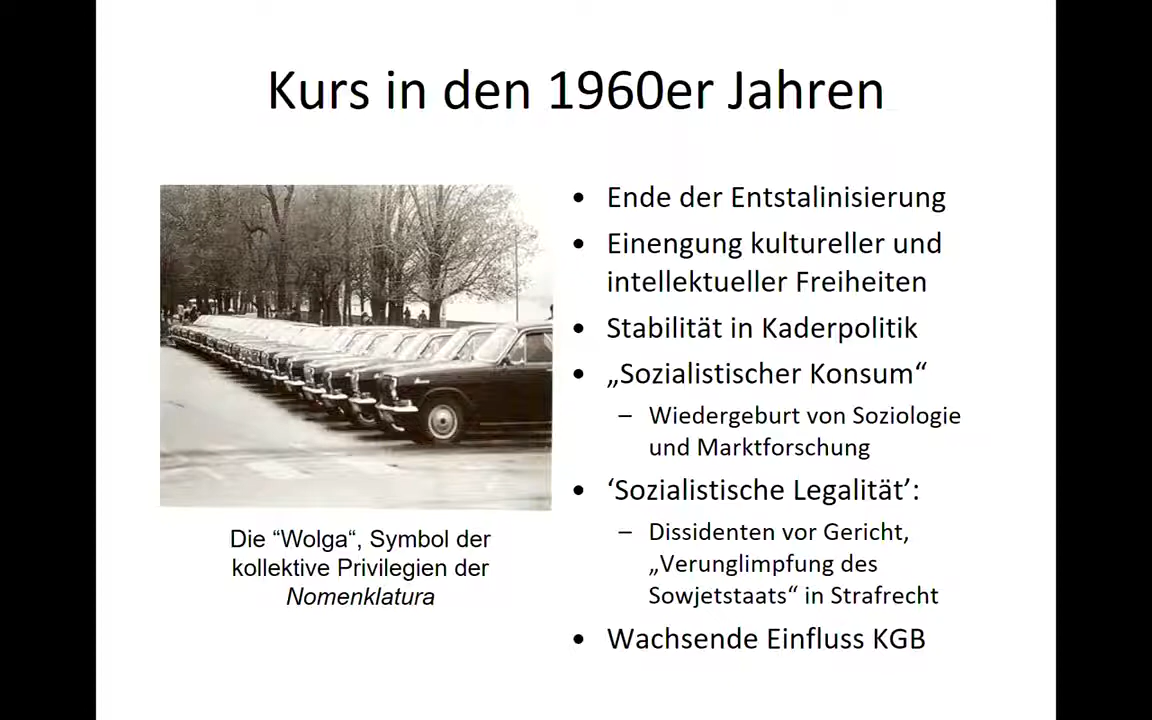 Kurs in den 1960er Jahren
• Ende der Entstalinisierung
• Einengung kultureller und
intellektueller Freiheiten
• Stabilität in Kaderpolitik
• „Sozialistischer Konsum“
– Wiedergeburt von Soziologie
und Marktforschung
• ‘Sozialistische Legalität’:
– Dissidenten vor Gericht,
„Verunglimpfung des
Sowjetstaats“ in Strafrecht
• Wachsende Einfluss KGB
Die “Wolga“, Symbol der
kollektive Privilegien der
Nomenklatura